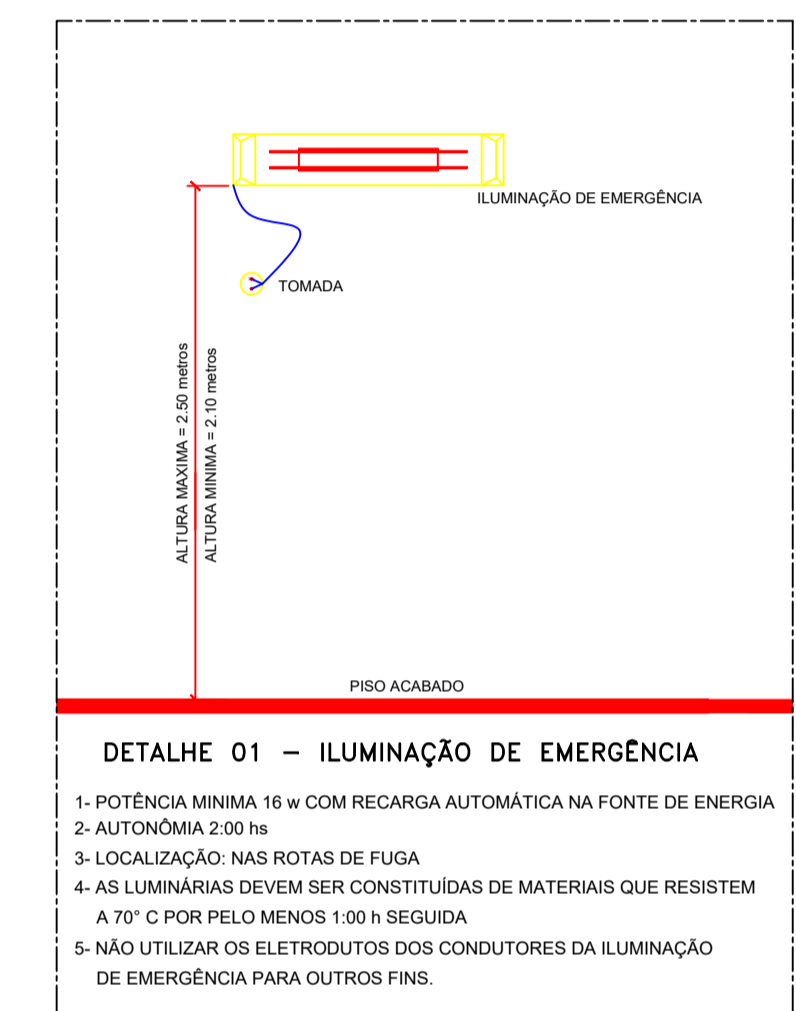 ILUMINAÇÃO DE EMERGÊNCIA
TOMADA
ALTURA MAXIMA = 2.50 metros
ALTURA MINIMA = 2.10 metros
PISO ACABADO
DETALHE 01 – ILUMINAÇÃO DE EMERGÊNCIA
1- POTÊNCIA MINIMA 16 w COM RECARGA AUTOMÁTICA NA FONTE DE ENERGIA
2- AUTONÔMIA 2:00 hs
3- LOCALIZAÇÃO: NAS ROTAS DE FUGA
4- AS LUMINÁRIAS DEVEM SER CONSTITUÍDAS DE MATERIAIS QUE RESISTEM
A 70° C POR PELO MENOS 1:00 h SEGUIDA
5- NÃO UTILIZAR OS ELETRODUTOS DOS CONDUTORES DA ILUMINAÇÃO
DE EMERGÊNCIA PARA OUTROS FINS.